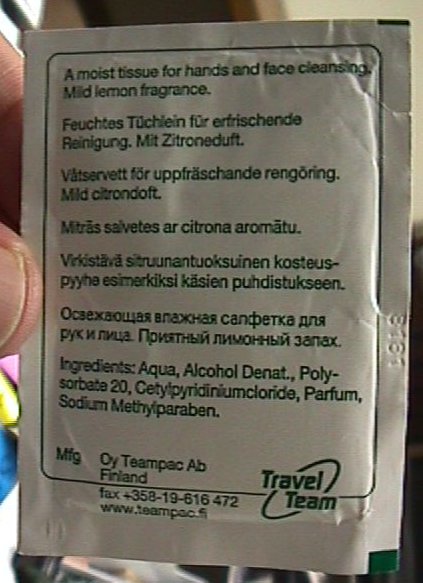 A moist tissue for hands and face cleansing.
Mild lemon fragrance.
Feuchtes Tüchlein für erfrischende
Reinigung. Mit Zitroneduft.
Våtservett för uppfräschande rengöring.
Mild citrondoft.
Mitrās salvetes ar citrona aromātu.
Virkistävä sitruunantuoksuinen kosteus-
pyyhe esimerkiksi käsien puhdistukseen.
Освежающая влажная салфетка для
рук и лица. Приятный лимонный запах.
Ingredients: Aqua, Alcohol Denat., Poly-
sorbate 20, Cetylpyridiniumcloride, Parfum,
Sodium Methylparaben.
Mfg Oy Teampac Ab
Finland
fax +358-19-616 472
www.teampac.fi
Travel
Team